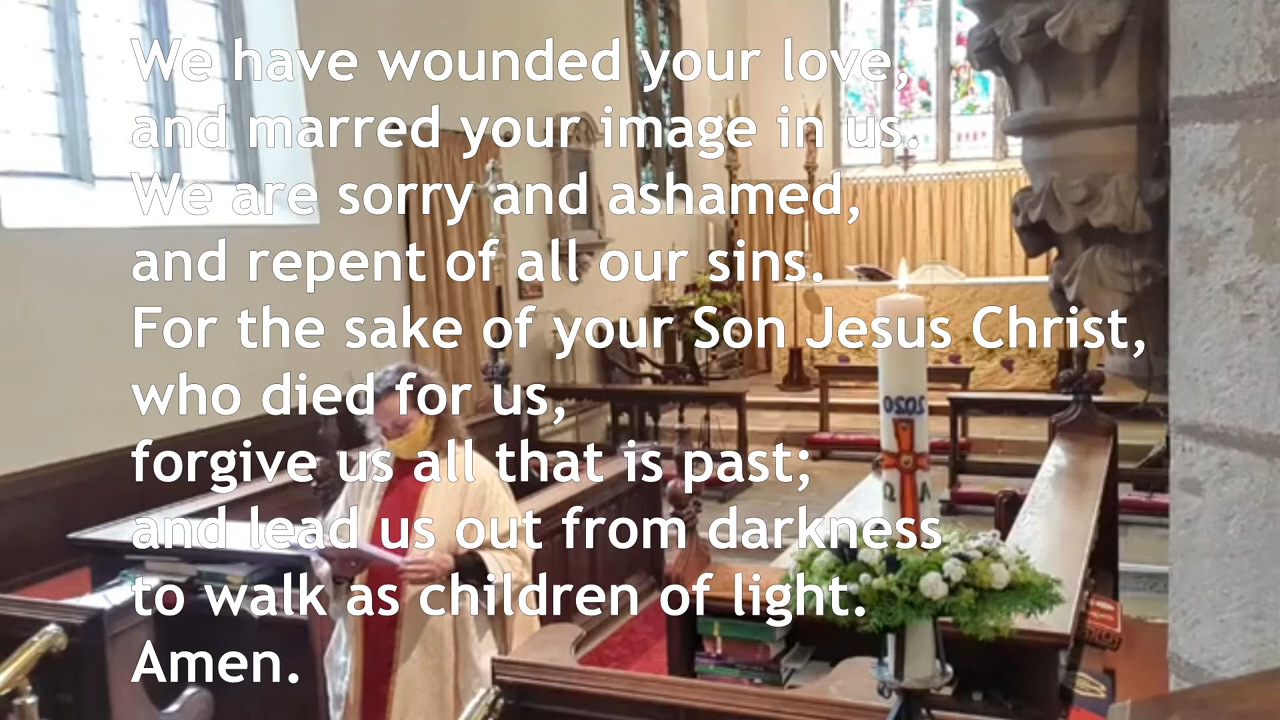 We have wounded your love,
and marred your image in us.
We are sorry and ashamed,
and repent of all our sins.
For the sake of your Son Jesus Christ,
who died for us,
forgive us all that is past;
and lead us out from darkness
to walk as children of light.
Amen.
2020
Ω Α